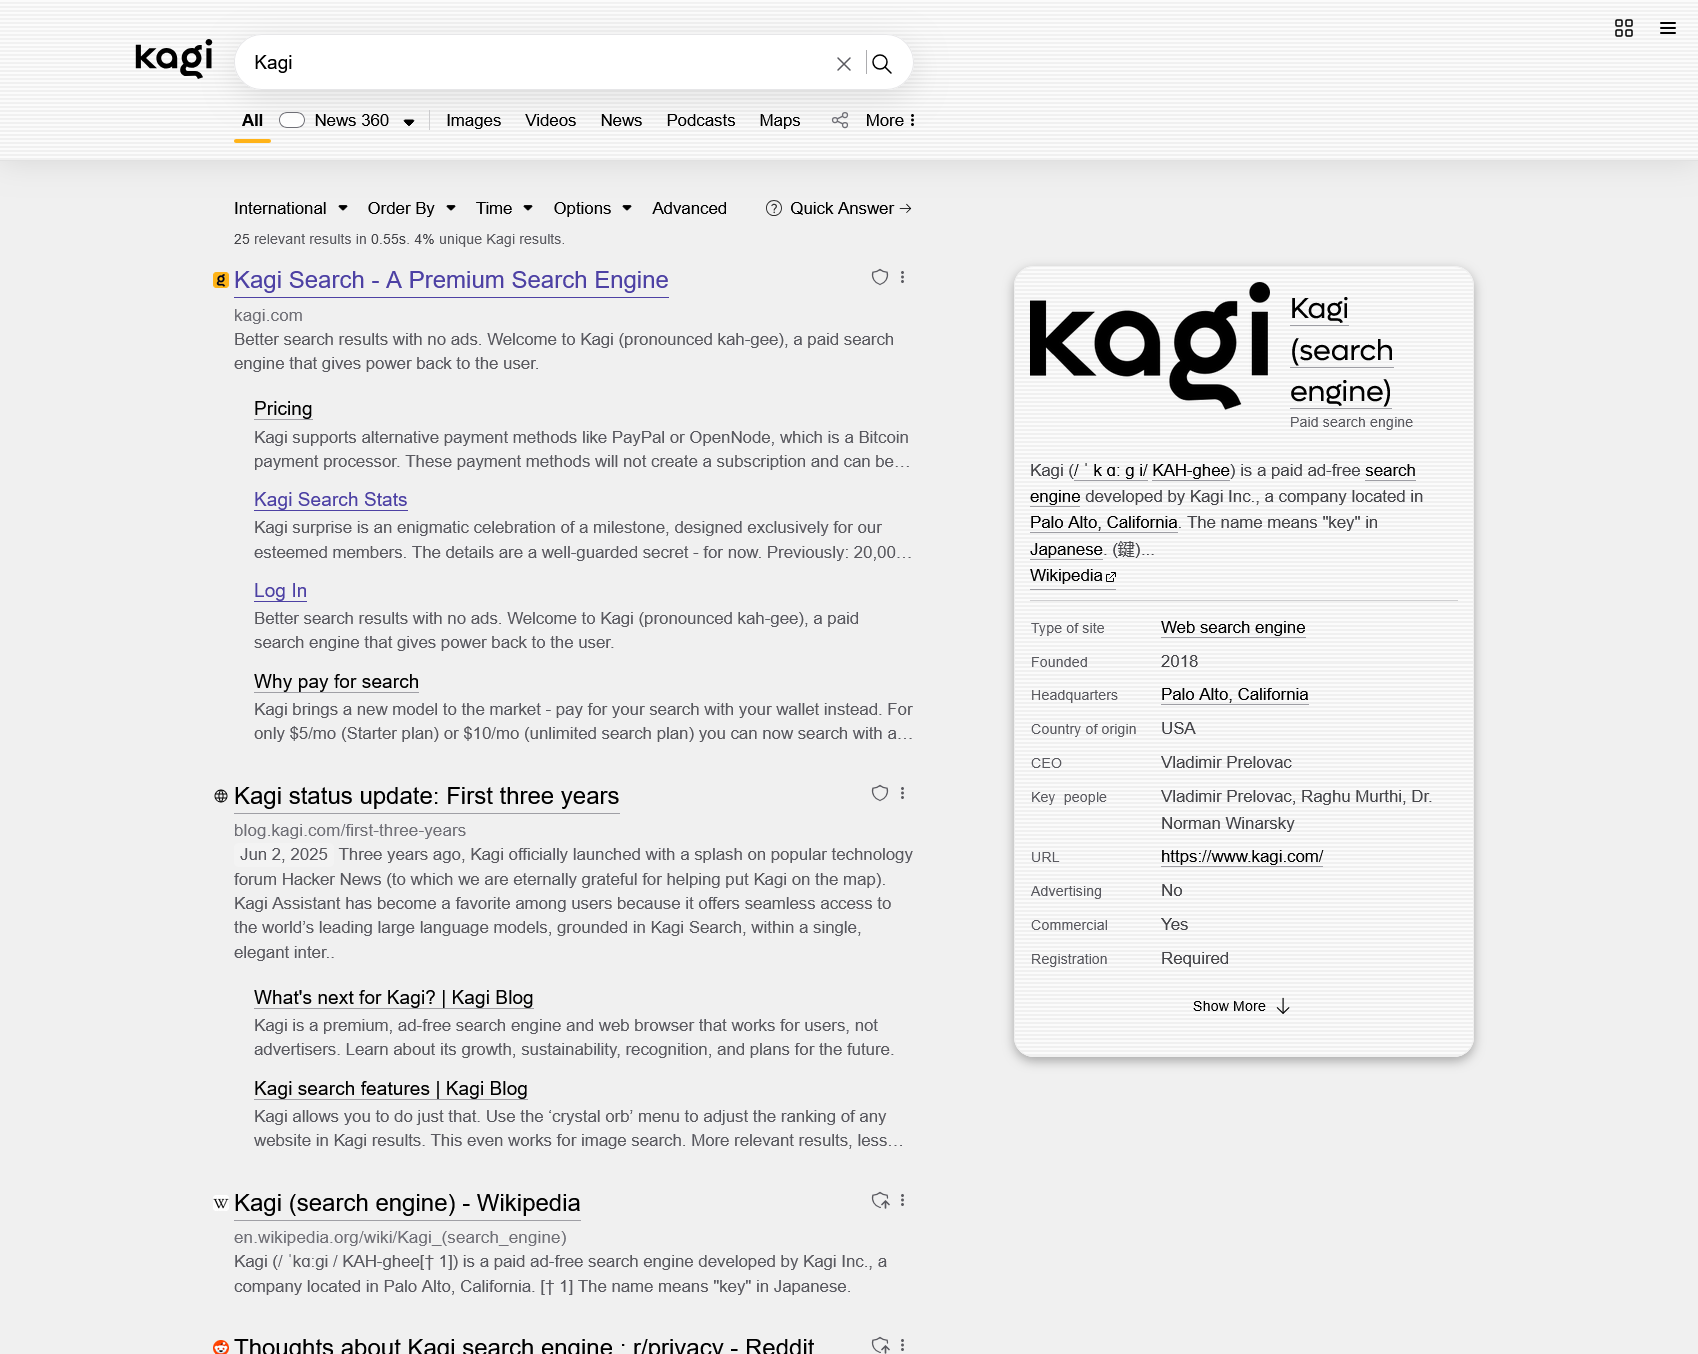 kagi
Kagi
All
News 360
Images
Videos
News
Podcasts
Maps
More
International
Order By
Time
Options
Advanced
Quick Answer
25 relevant results in 0.55s. 4% unique Kagi results.
Kagi Search - A Premium Search Engine
kagi.com
Better search results with no ads. Welcome to Kagi (pronounced kah-gee), a paid search
engine that gives power back to the user.
Pricing
Kagi supports alternative payment methods like PayPal or OpenNode, which is a Bitcoin
payment processor. These payment methods will not create a subscription and can be…
Kagi Search Stats
Kagi surprise is an enigmatic celebration of a milestone, designed exclusively for our
esteemed members. The details are a well-guarded secret - for now. Previously: 20,00…
Log In
Better search results with no ads. Welcome to Kagi (pronounced kah-gee), a paid
search engine that gives power back to the user.
Why pay for search
Kagi brings a new model to the market - pay for your search with your wallet instead. For
only $5/mo (Starter plan) or $10/mo (unlimited search plan) you can now search with a…
Kagi status update: First three years
blog.kagi.com/first-three-years
Jun 2, 2025 Three years ago, Kagi officially launched with a splash on popular technology
forum Hacker News (to which we are eternally grateful for helping put Kagi on the map).
Kagi Assistant has become a favorite among users because it offers seamless access to
the world’s leading large language models, grounded in Kagi Search, within a single,
elegant inter..
What's next for Kagi? | Kagi Blog
Kagi is a premium, ad-free search engine and web browser that works for users, not
advertisers. Learn about its growth, sustainability, recognition, and plans for the future.
Kagi search features | Kagi Blog
Kagi allows you to do just that. Use the ‘crystal orb’ menu to adjust the ranking of any
website in Kagi results. This even works for image search. More relevant results, less…
W
Kagi (search engine) - Wikipedia
en.wikipedia.org/wiki/Kagi_(search_engine)
Kagi (/ ˈkɑːɡi / KAH-ghee[† 1]) is a paid ad-free search engine developed by Kagi Inc., a
company located in Palo Alto, California. [† 1] The name means "key" in Japanese.
Thoughts about Kagi search engine : r/privacy - Reddit
kagi
Kagi
(search
engine)
Paid search engine
Kagi (/ ˈ k ɑː ɡ i/ KAH-ghee) is a paid ad-free search
engine developed by Kagi Inc., a company located in
Palo Alto, California. The name means "key" in
Japanese. (鍵)...
Wikipedia
Type of site Web search engine
Founded 2018
Headquarters Palo Alto, California
Country of origin USA
CEO Vladimir Prelovac
Key people Vladimir Prelovac, Raghu Murthi, Dr.
Norman Winarsky
URL https://www.kagi.com/
Advertising No
Commercial Yes
Registration Required
Show More